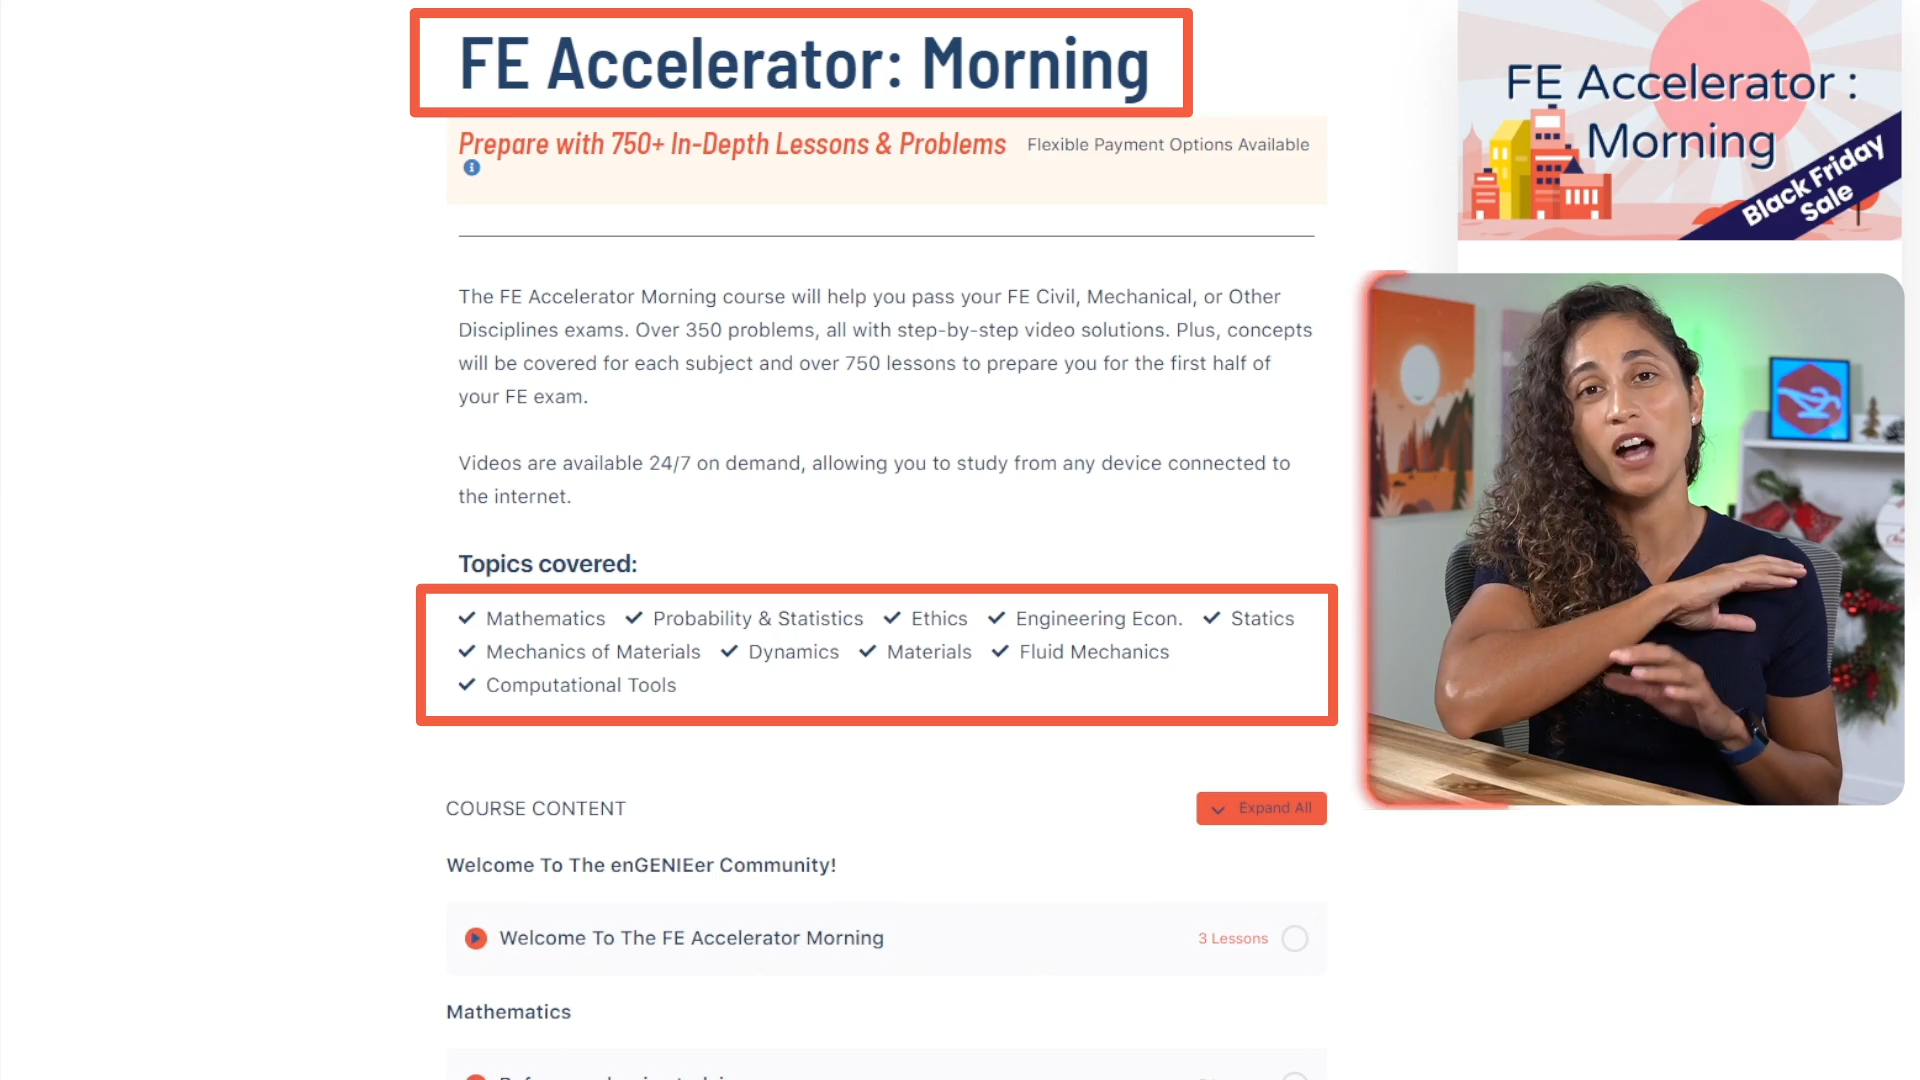 FE Accelerator: Morning
Prepare with 750+ In-Depth Lessons & Problems Flexible Payment Options Available
The FE Accelerator Morning course will help you pass your FE Civil, Mechanical, or Other
Disciplines exams. Over 350 problems, all with step-by-step video solutions. Plus, concepts
will be covered for each subject and over 750 lessons to prepare you for the first half of
your FE exam.
Videos are available 24/7 on demand, allowing you to study from any device connected to
the internet.
Topics covered:
Mathematics Probability & Statistics Ethics Engineering Econ. Statics
Mechanics of Materials Dynamics Materials Fluid Mechanics
Computational Tools
COURSE CONTENT Expand All
Welcome To The enGENIEer Community!
Welcome To The FE Accelerator Morning 3 Lessons
Mathematics
FE Accelerator :
Morning
Black Friday
Sale